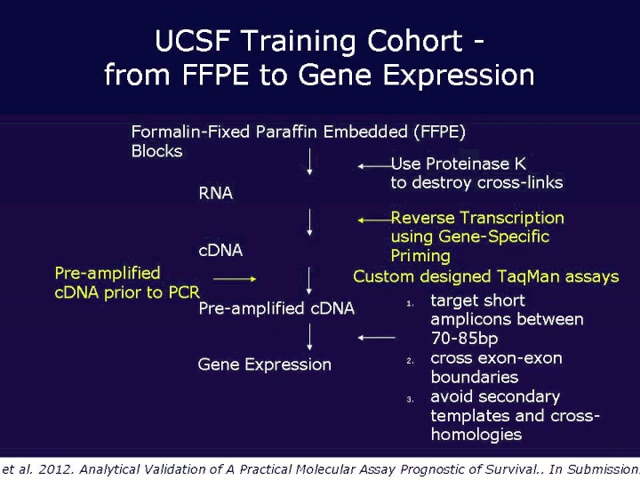 UCSF Training Cohort -
from FFPE to Gene Expression
Formalin-Fixed Paraffin Embedded (FFPE)
Blocks
Use Proteinase K
to destroy cross-links
RNA
Reverse Transcription
using Gene-Specific
Priming
cDNA
Pre-amplified
cDNA prior to PCR
Custom designed TaqMan assays
Pre-amplified cDNA
1. target short
amplicons between
70-85bp
2. cross exon-exon
boundaries
3. avoid secondary
templates and cross-
homologies
Gene Expression
et al. 2012. Analytical Validation of A Practical Molecular Assay Prognostic of Survival.. In Submission.